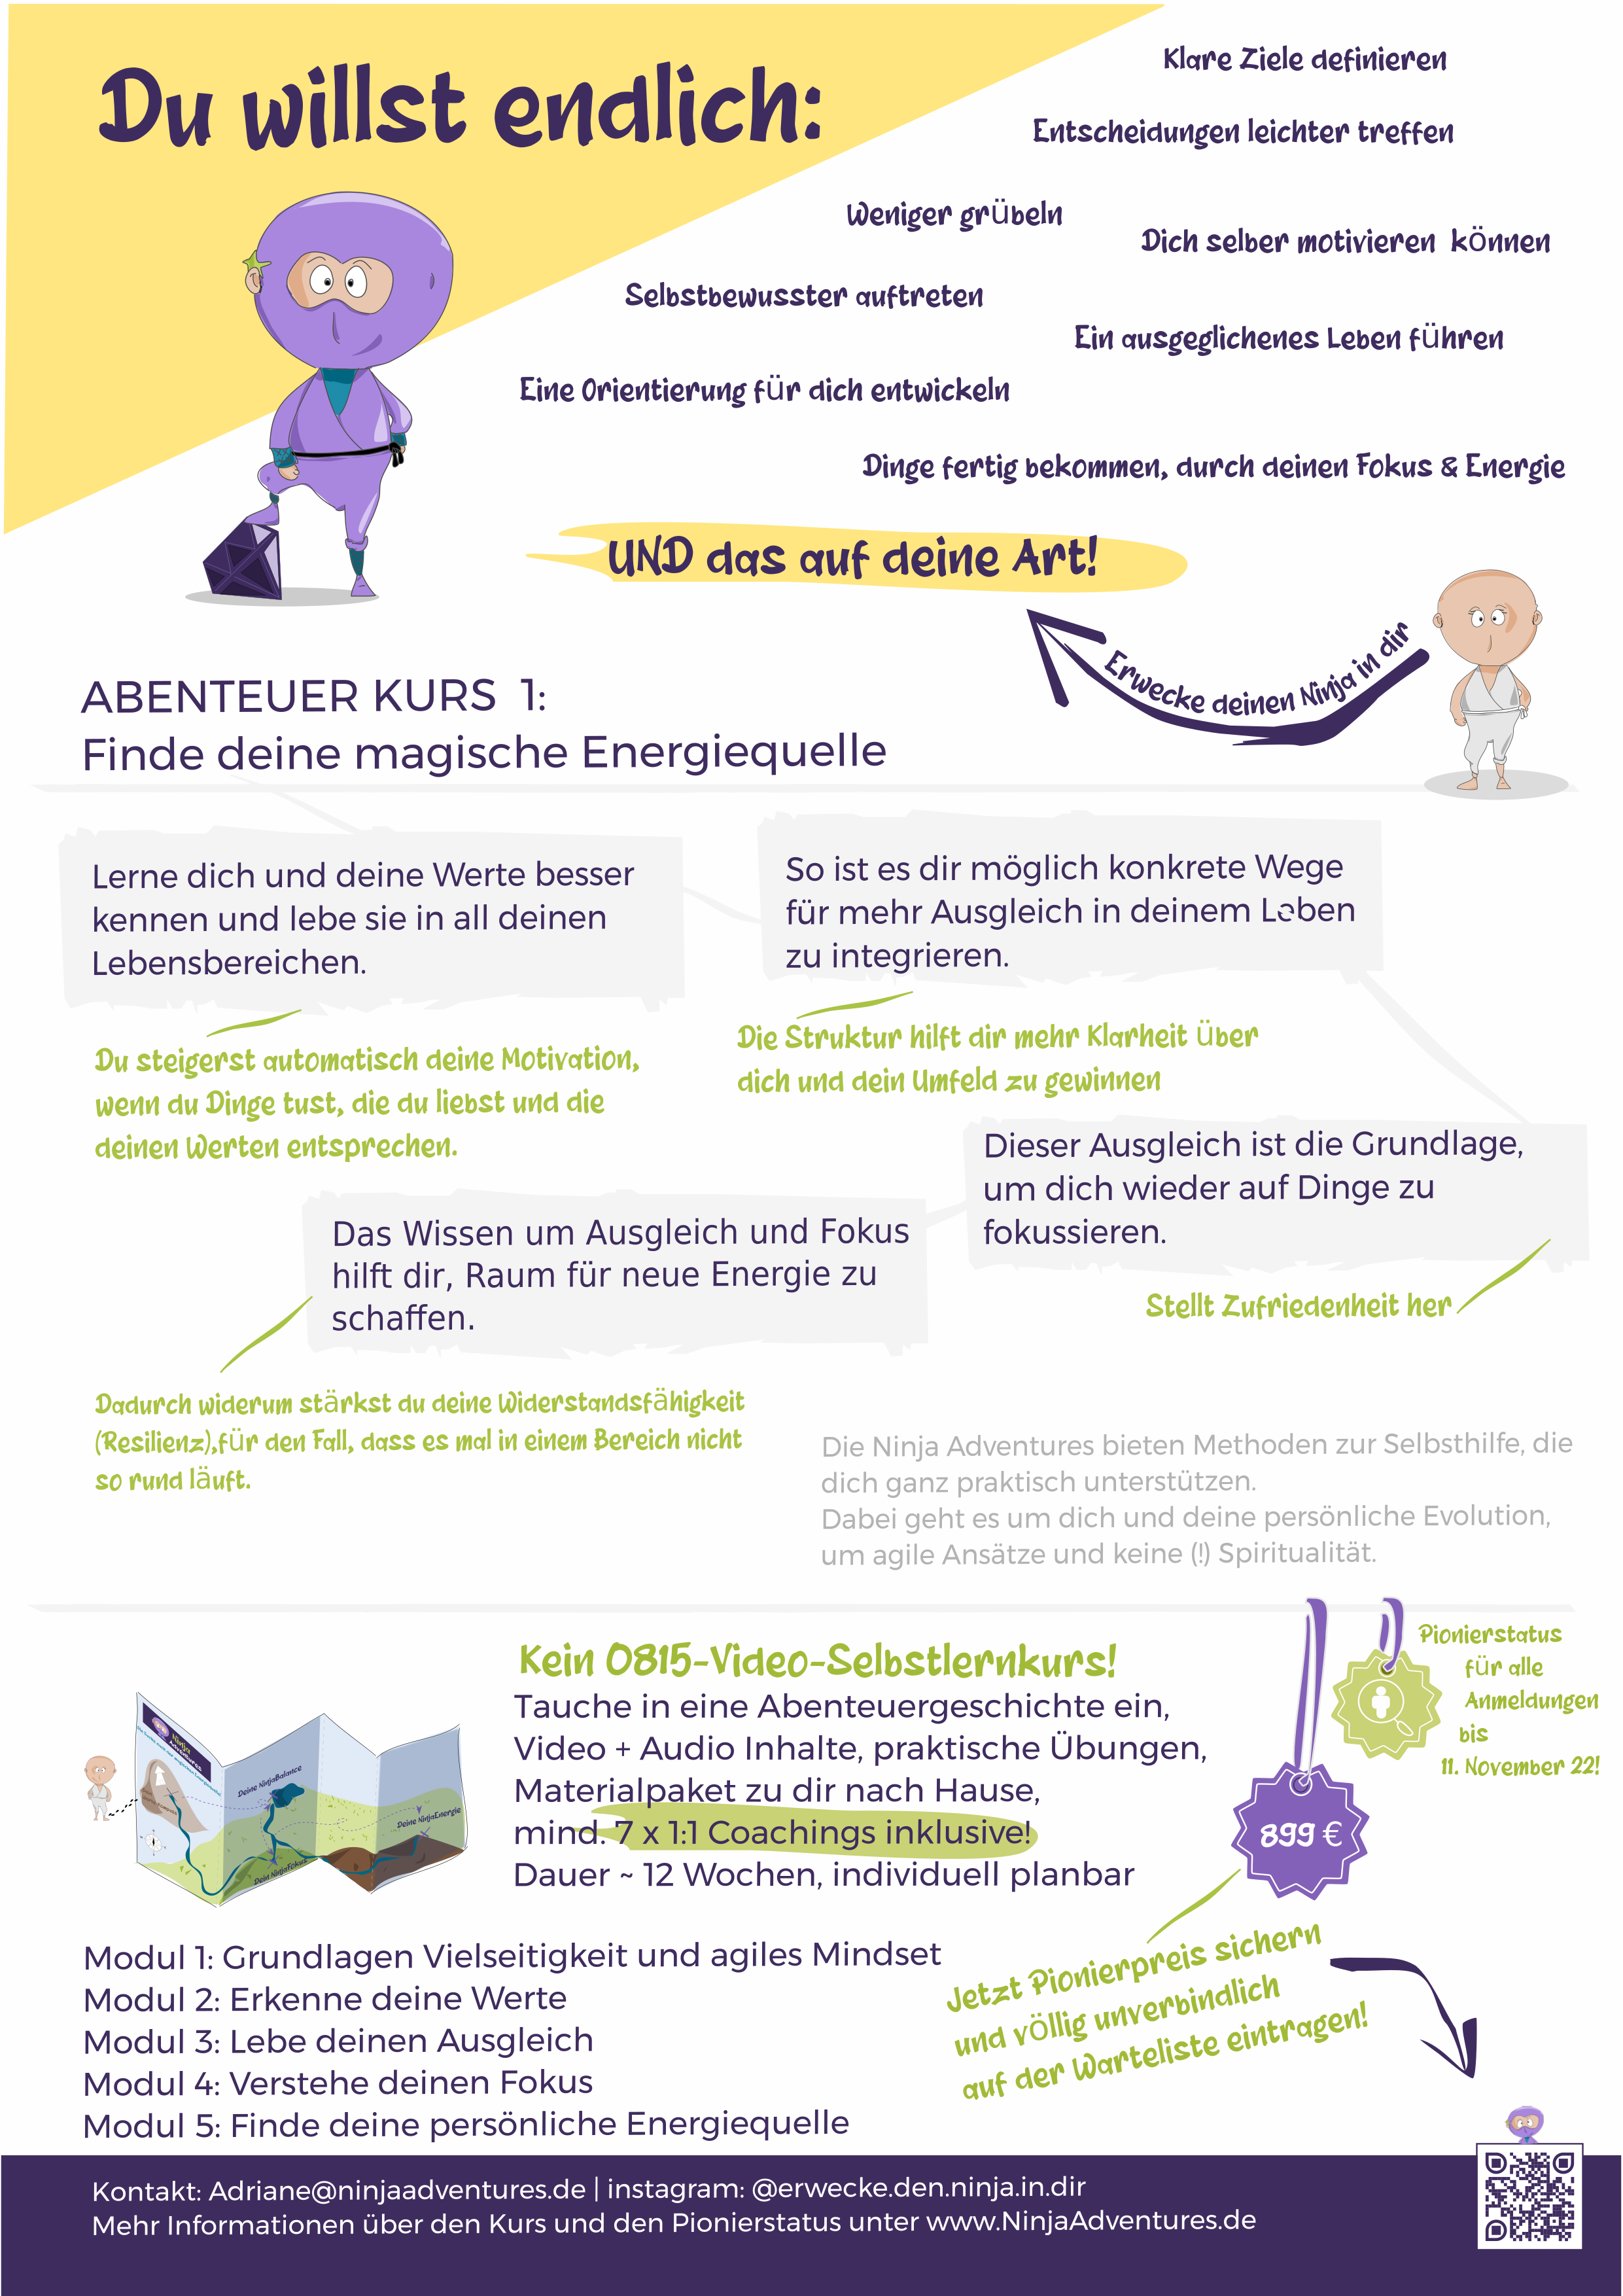 Du willst endlich:
Klare Ziele definieren
Entscheidungen leichter treffen
Weniger grübeln
Dich selber motivieren können
Selbstbewusster auftreten
Ein ausgeglichenes Leben führen
Eine Orientierung für dich entwickeln
Dinge fertig bekommen, durch deinen Fokus & Energie
UND das auf deine Art!
Erwecke deinen Ninja in dir
ABENTEUER KURS 1:
Finde deine magische Energiequelle
Lerne dich und deine Werte besser
kennen und lebe sie in all deinen
Lebensbereichen.
Du steigerst automatisch deine Motivation,
wenn du Dinge tust, die du liebst und die
deinen Werten entsprechen.
So ist es dir möglich konkrete Wege
für mehr Ausgleich in deinem Leben
zu integrieren.
Die Struktur hilft dir mehr Klarheit über
dich und dein Umfeld zu gewinnen
Dieser Ausgleich ist die Grundlage,
um dich wieder auf Dinge zu
fokussieren.
Stellt Zufriedenheit her
Das Wissen um Ausgleich und Fokus
hilft dir, Raum für neue Energie zu
schaffen.
Dadurch widerum stärkst du deine Widerstandsfähigkeit
(Resilienz),für den Fall, dass es mal in einem Bereich nicht
so rund läuft.
Die Ninja Adventures bieten Methoden zur Selbsthilfe, die
dich ganz praktisch unterstützen.
Dabei geht es um dich und deine persönliche Evolution,
um agile Ansätze und keine (!) Spiritualität.
Kein 0815-Video-Selbstlernkurs!
Tauche in eine Abenteuergeschichte ein,
Video + Audio Inhalte, praktische Übungen,
Materialpaket zu dir nach Hause,
mind. 7 x 1:1 Coachings inklusive!
Dauer ~ 12 Wochen, individuell planbar
Pionierstatus
für alle
Anmeldungen
bis
11. November 22!
899 €
Ninja
Adventures
Deine NinjaBalance
Deine NinjaEnergie
Dein NinjaFokus
Jetzt Pionierpreis sichern
und völlig unverbindlich
auf der Warteliste eintragen!
Modul 1: Grundlagen Vielseitigkeit und agiles Mindset
Modul 2: Erkenne deine Werte
Modul 3: Lebe deinen Ausgleich
Modul 4: Verstehe deinen Fokus
Modul 5: Finde deine persönliche Energiequelle
Kontakt: Adriane@ninjaadventures.de | instagram: @erwecke.den.ninja.in.dir
Mehr Informationen über den Kurs und den Pionierstatus unter www.NinjaAdventures.de